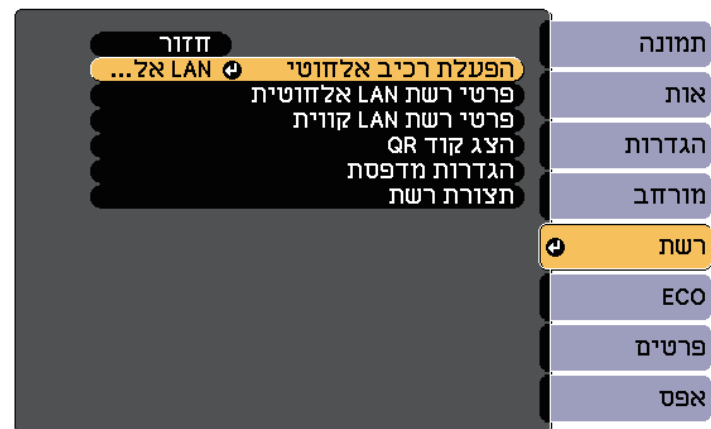 תמונה
אות
הגדרות
מורחב
רשת
ECO
פרטים
אפס
חזור
הפעלת רכיב אלחוטי LAN אל...
פרטי רשת LAN אלחוטית
פרטי רשת LAN קווית
הצג קוד QR
הגדרות מדפסת
תצורת רשת